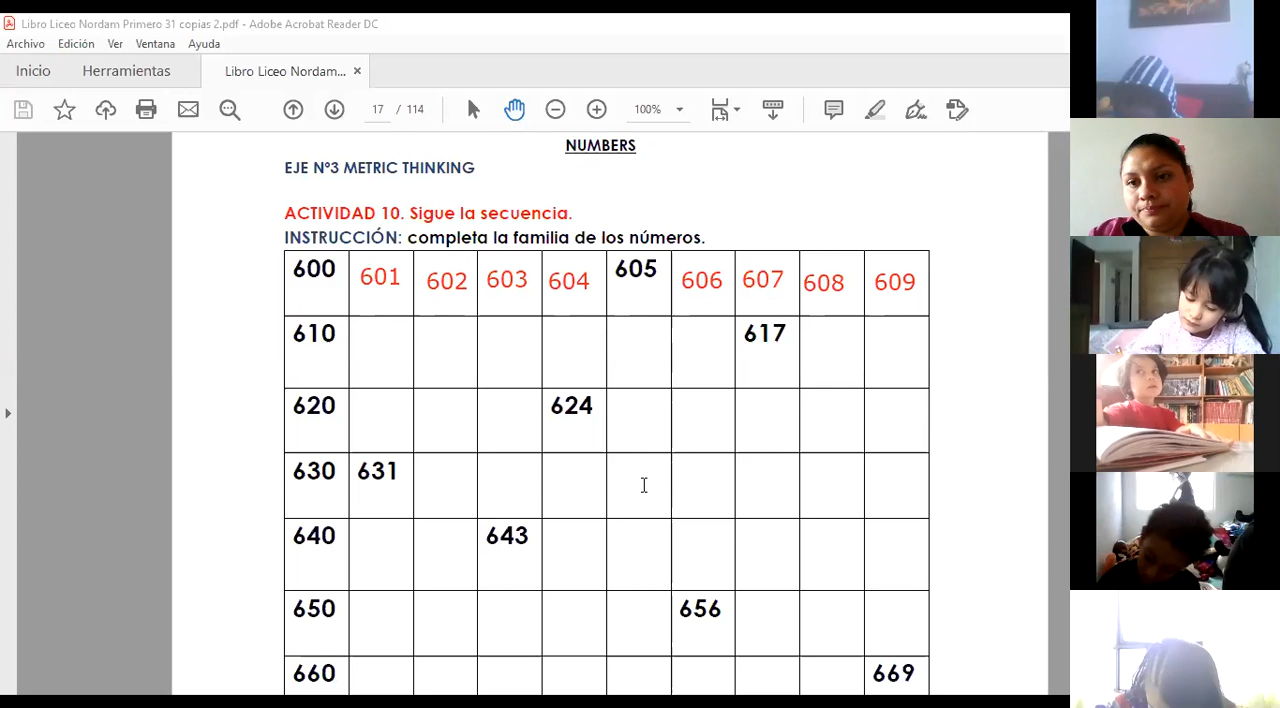 Libro Liceo Nordam Primero 31 copias 2.pdf - Adobe Acrobat Reader DC
Archivo Edición Ver Ventana Ayuda
Inicio Herramientas Libro Liceo Nordam... ×
17 / 114 100%
NUMBERS
EJE N°3 METRIC THINKING
ACTIVIDAD 10. Sigue la secuencia.
INSTRUCCIÓN: completa la familia de los números.
600 601 602 603 604 605 606 607 608 609
610 617
620 624
630 631
640 643
650 656
660 669